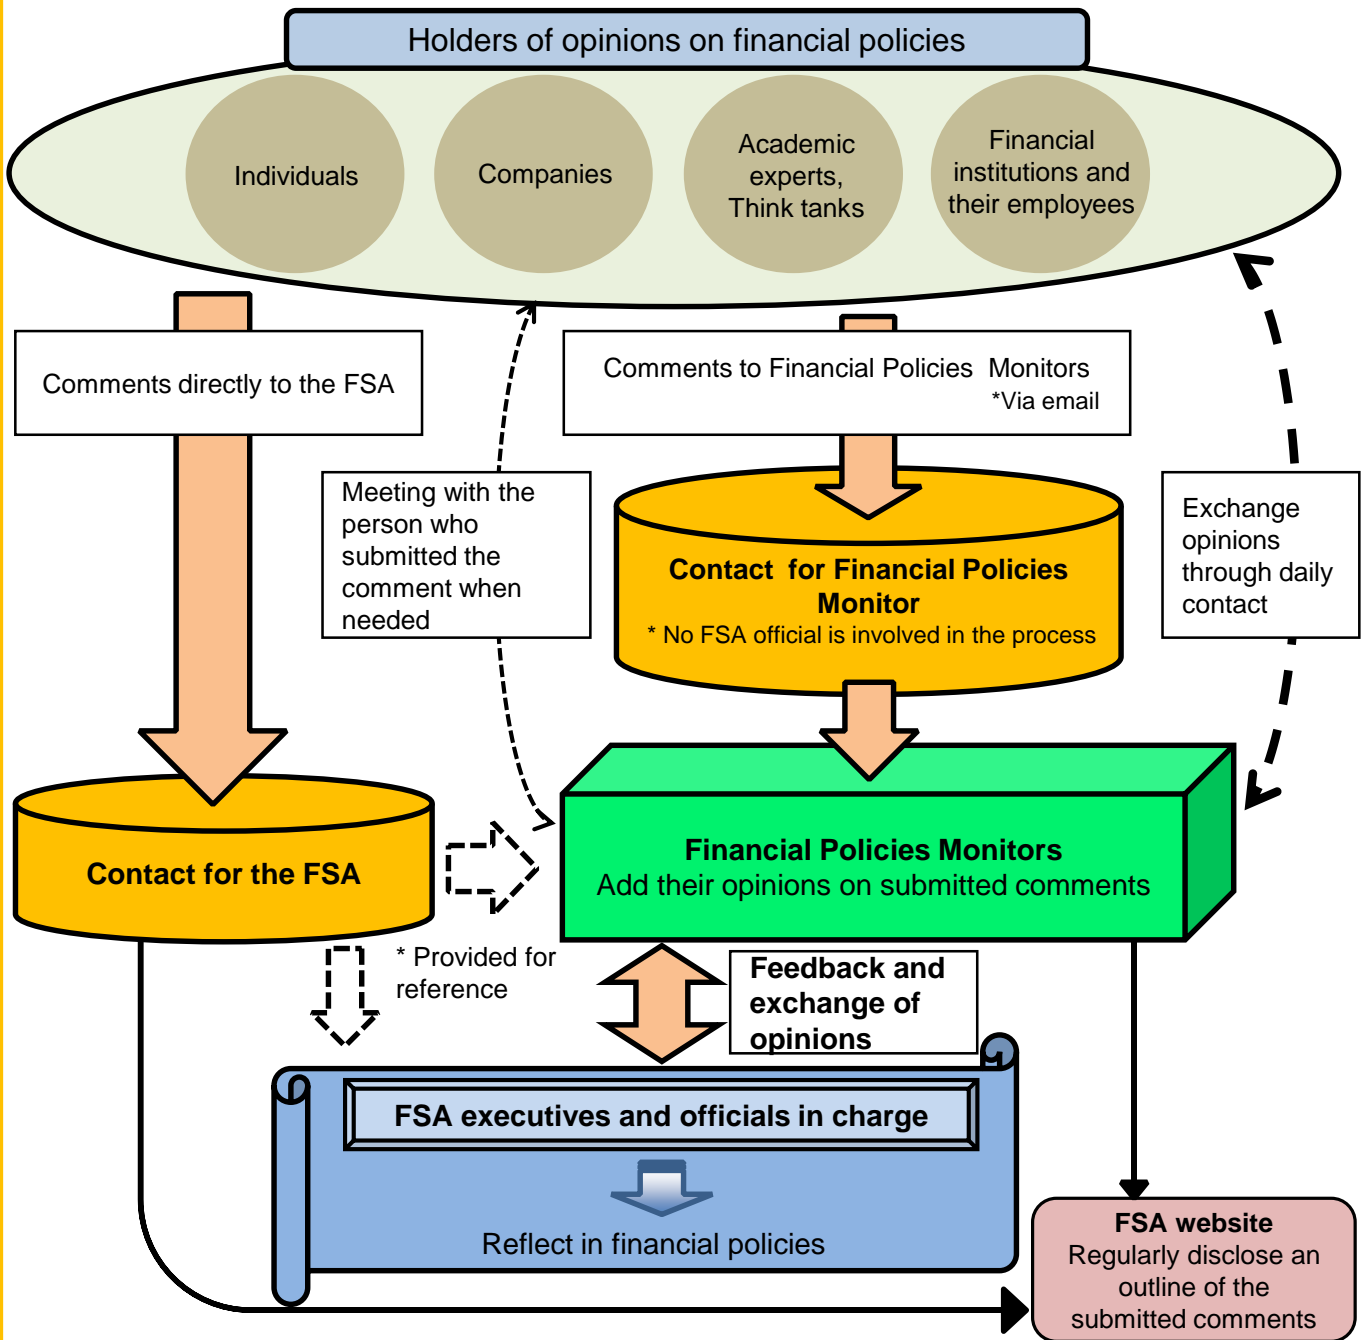 Holders of opinions on financial policies
Individuals
Companies
Academic
experts,
Think tanks
Financial
institutions and
their employees
Comments directly to the FSA
Comments to Financial Policies Monitors
*Via email
Meeting with the
person who
submitted the
comment when
needed
Exchange
opinions
through daily
contact
Contact for Financial Policies
Monitor
* No FSA official is involved in the process
Contact for the FSA
Financial Policies Monitors
Add their opinions on submitted comments
* Provided for
reference
Feedback and
exchange of
opinions
FSA executives and officials in charge
Reflect in financial policies
FSA website
Regularly disclose an
outline of the
submitted comments